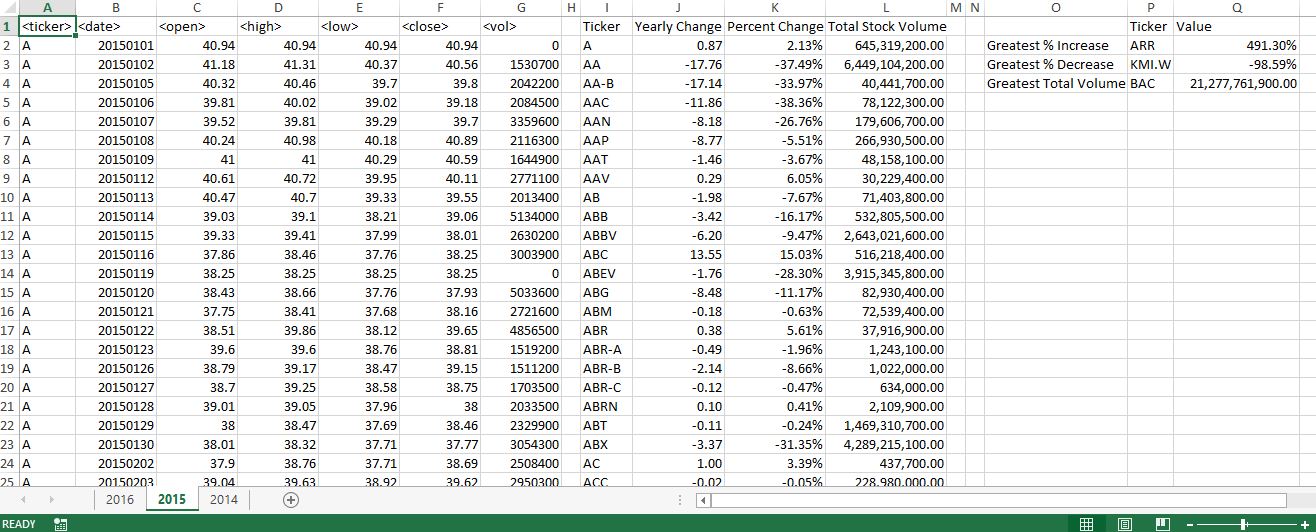 A B C D E F G H I J K L M N O P Q
1 <ticker> <date> <open> <high> <low> <close> <vol> Ticker Yearly Change Percent Change Total Stock Volume Ticker Value
2 A 20150101 40.94 40.94 40.94 40.94 0 A 0.87 2.13% 645,319,200.00 Greatest % Increase ARR 491.30%
3 A 20150102 41.18 41.31 40.37 40.56 1530700 AA -17.76 -37.49% 6,449,104,200.00 Greatest % Decrease KMI.W -98.59%
4 A 20150105 40.32 40.46 39.7 39.8 2042200 AA-B -17.14 -33.97% 40,441,700.00 Greatest Total Volume BAC 21,277,761,900.00
5 A 20150106 39.81 40.02 39.02 39.18 2084500 AAC -11.86 -38.36% 78,122,300.00
6 A 20150107 39.52 39.81 39.29 39.7 3359600 AAN -8.18 -26.76% 179,606,700.00
7 A 20150108 40.24 40.98 40.18 40.89 2116300 AAP -8.77 -5.51% 266,930,500.00
8 A 20150109 41 41 40.29 40.59 1644900 AAT -1.46 -3.67% 48,158,100.00
9 A 20150112 40.61 40.72 39.95 40.11 2771100 AAV 0.29 6.05% 30,229,400.00
10 A 20150113 40.47 40.7 39.33 39.55 2013400 AB -1.98 -7.67% 71,403,800.00
11 A 20150114 39.03 39.1 38.21 39.06 5134000 ABB -3.42 -16.17% 532,805,500.00
12 A 20150115 39.33 39.41 37.99 38.01 2630200 ABBV -6.20 -9.47% 2,643,021,600.00
13 A 20150116 37.86 38.46 37.76 38.25 3003900 ABC 13.55 15.03% 516,218,400.00
14 A 20150119 38.25 38.25 38.25 38.25 0 ABEV -1.76 -28.30% 3,915,345,800.00
15 A 20150120 38.43 38.66 37.76 37.93 5033600 ABG -8.48 -11.17% 82,930,400.00
16 A 20150121 37.75 38.41 37.68 38.16 2721600 ABM -0.18 -0.63% 72,539,400.00
17 A 20150122 38.51 39.86 38.12 39.65 4856500 ABR 0.38 5.61% 37,916,900.00
18 A 20150123 39.6 39.6 38.76 38.81 1519200 ABR-A -0.49 -1.96% 1,243,100.00
19 A 20150126 38.79 39.17 38.47 39.15 1511200 ABR-B -2.14 -8.66% 1,022,000.00
20 A 20150127 38.7 39.25 38.58 38.75 1703500 ABR-C -0.12 -0.47% 634,000.00
21 A 20150128 39.01 39.05 37.96 38 2033500 ABRN 0.10 0.41% 2,109,900.00
22 A 20150129 38 38.47 37.69 38.46 2329900 ABT -0.11 -0.24% 1,469,310,700.00
23 A 20150130 38.01 38.32 37.71 37.77 3054300 ABX -3.37 -31.35% 4,289,215,100.00
24 A 20150202 37.9 38.76 37.71 38.69 2508400 AC 1.00 3.39% 437,700.00
25 A 20150203 39.04 39.63 38.92 39.62 2950300 ACC -0.02 -0.05% 228,980,000.00
2016 2015 2014
READY